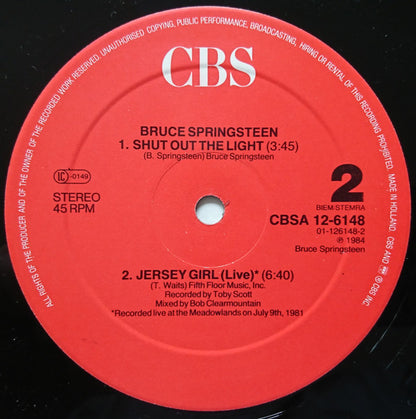 ALL RIGHTS OF THE PRODUCER AND OF THE OWNER OF THE RECORDED WORK RESERVED. UNAUTHORISED COPYING, PUBLIC PERFORMANCE, BROADCASTING, HIRING OR RENTAL OF THIS RECORDING PROHIBITED. MADE IN HOLLAND. CBS AND ℗ © CBS INC
CBS
BRUCE SPRINGSTEEN
1. SHUT OUT THE LIGHT (3:45)
(B. Springsteen) Bruce Springsteen
IC -0149
STEREO
45 RPM
2
BIEM/STEMRA
CBSA 12-6148
01-126148-2
℗ 1984
Bruce Springsteen
2. JERSEY GIRL (Live)* (6:40)
(T. Waits) Fifth Floor Music, Inc.
Recorded by Toby Scott
Mixed by Bob Clearmountain
*Recorded live at the Meadowlands on July 9th, 1981